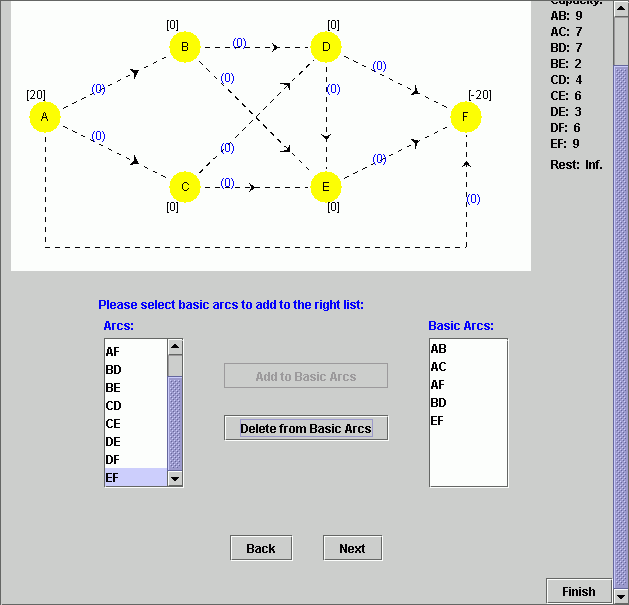 Capacity:
AB: 9
AC: 7
BD: 7
BE: 2
CD: 4
CE: 6
DE: 3
DF: 6
EF: 9
Rest: Inf.
[0]
[0]
B
(0)
D
(0)
(0)
(0)
(0)
[20]
[-20]
A
F
(0)
(0)
(0)
C
(0)
E
[0]
[0]
(0)
Please select basic arcs to add to the right list:
Arcs:
AF
BD
BE
CD
CE
DE
DF
EF
Add to Basic Arcs
Delete from Basic Arcs
Basic Arcs:
AB
AC
AF
BD
EF
Back
Next
Finish